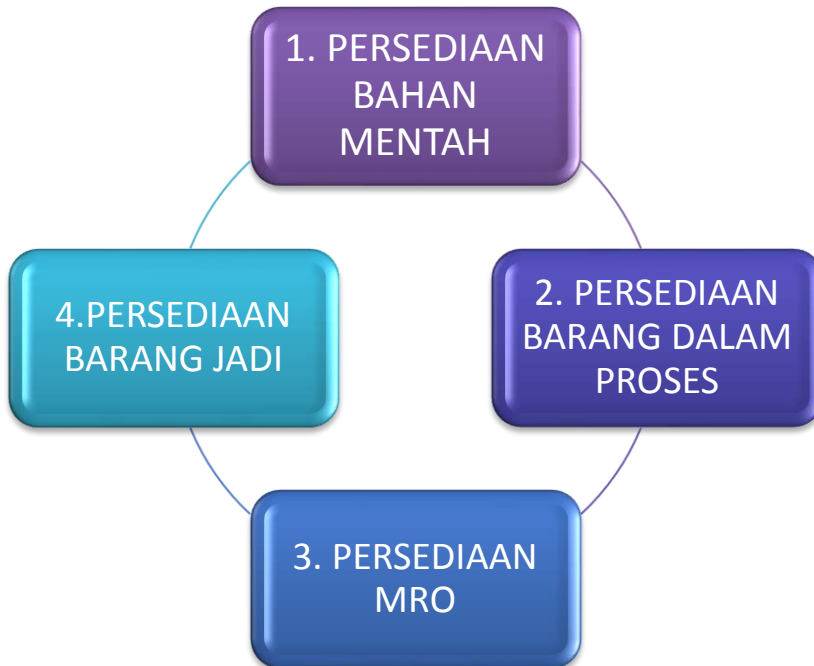 1. PERSEDIAAN
BAHAN
MENTAH
2. PERSEDIAAN
BARANG DALAM
PROSES
3. PERSEDIAAN
MRO
4.PERSEDIAAN
BARANG JADI